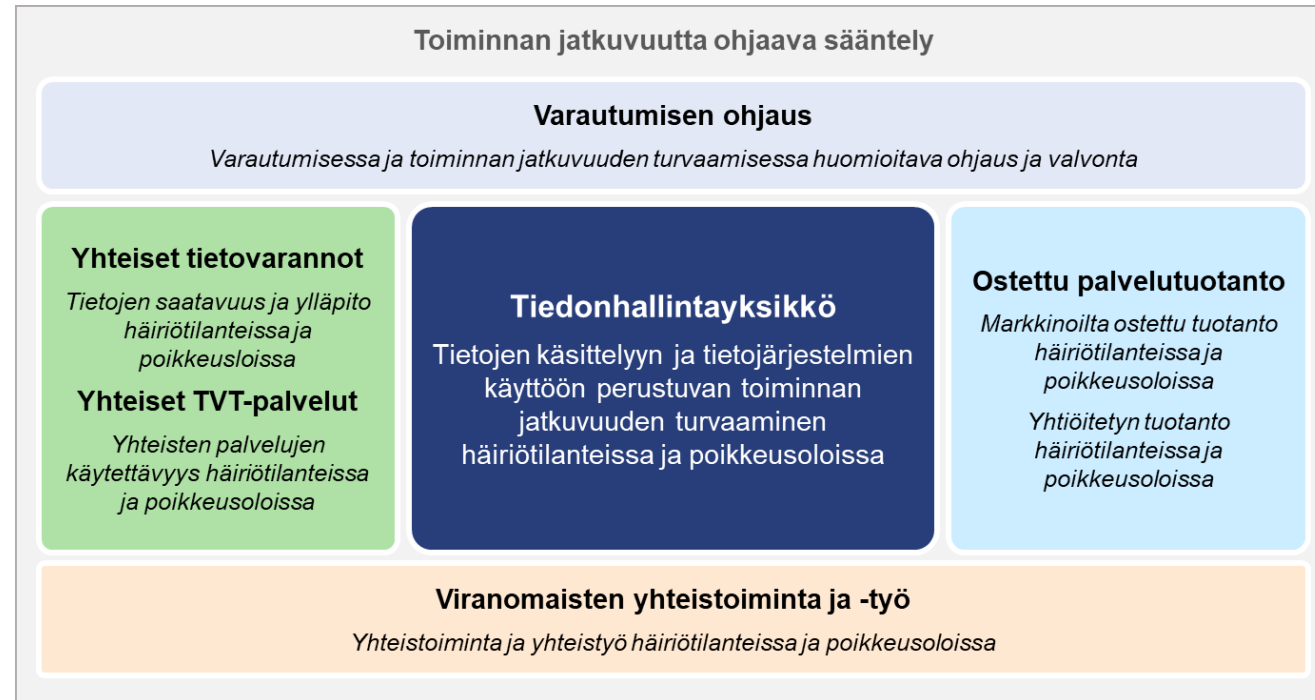 Toiminnan jatkuvuutta ohjaava sääntely
Varautumisen ohjaus
Varautumisessa ja toiminnan jatkuvuuden turvaamisessa huomioitava ohjaus ja valvonta
Yhteiset tietovarannot
Tietojen saatavuus ja ylläpito
häiriötilanteissa ja
poikkeusloissa
Yhteiset TVT-palvelut
Yhteisten palvelujen
käytettävyys häiriötilanteissa
ja poikkeusoloissa
Tiedonhallintayksikkö
Tietojen käsittelyyn ja tietojärjestelmien
käyttöön perustuvan toiminnan
jatkuvuuden turvaaminen
häiriötilanteissa ja poikkeusoloissa
Ostettu palvelutuotanto
Markkinoilta ostettu tuotanto
häiriötilanteissa ja
poikkeusoloissa
Yhtiöitetyn tuotanto
häiriötilanteissa ja
poikkeusoloissa
Viranomaisten yhteistoiminta ja -työ
Yhteistoiminta ja yhteistyö häiriötilanteissa ja poikkeusoloissa